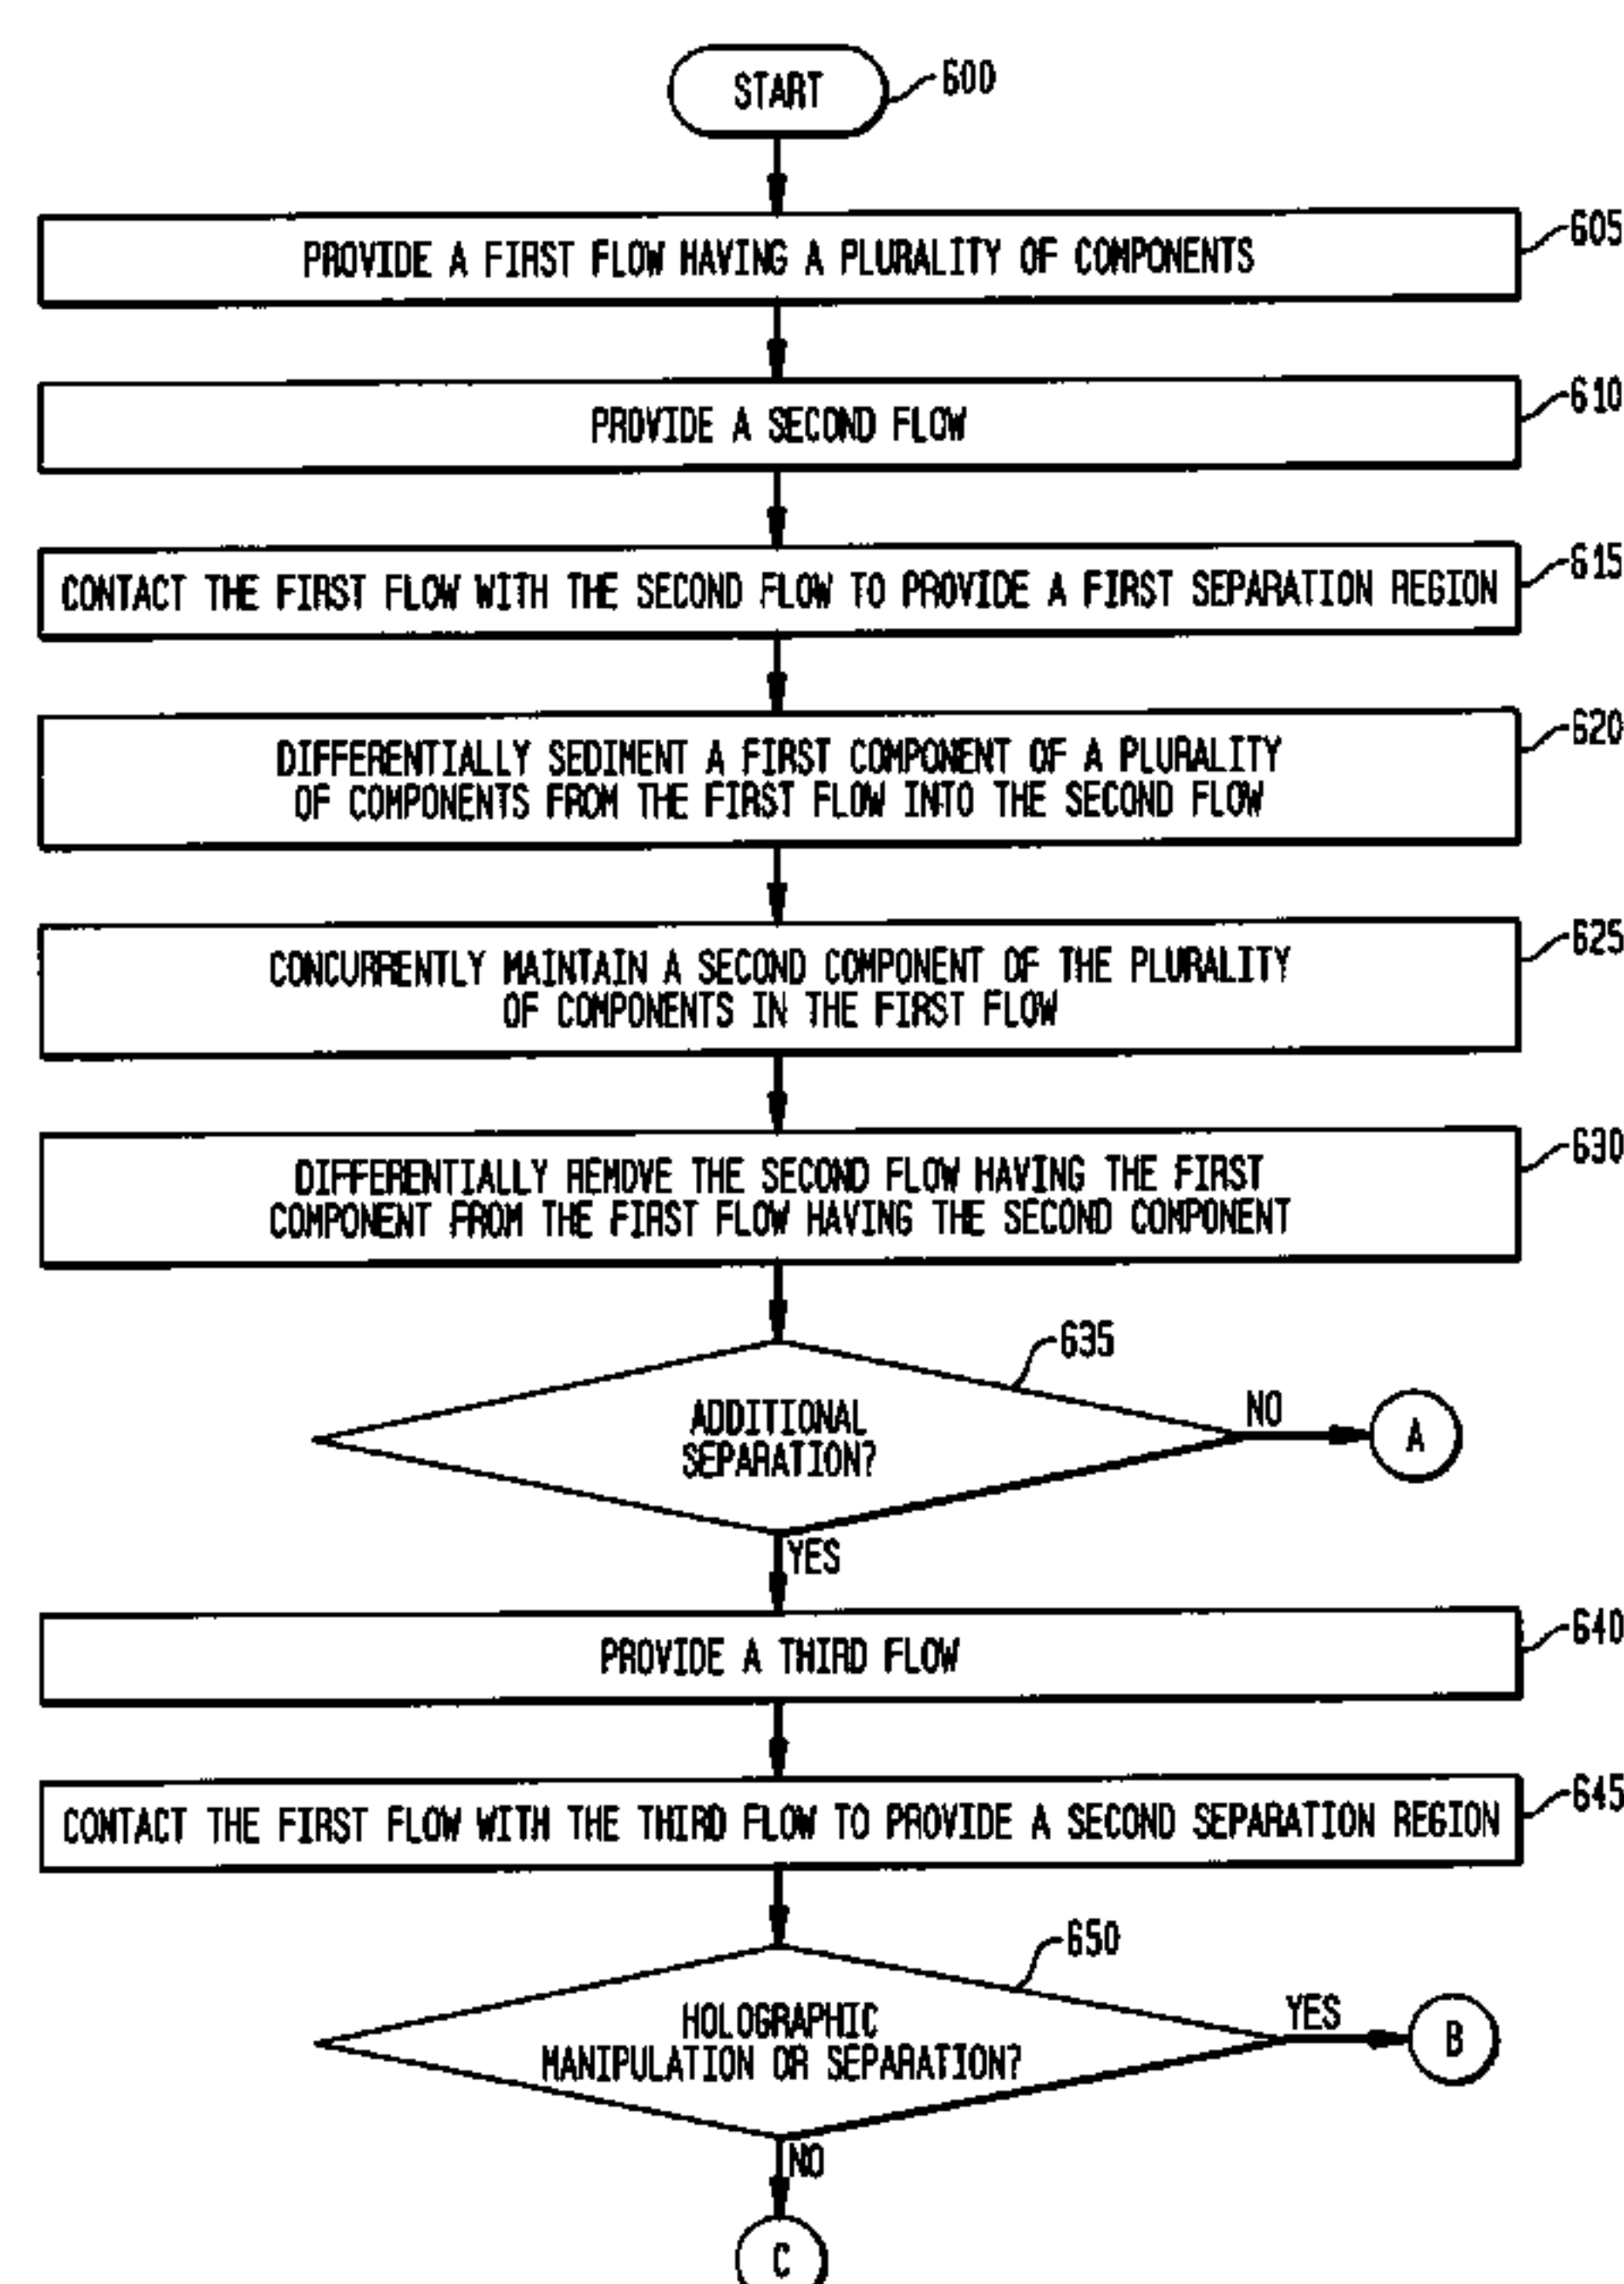 START
600
PROVIDE A FIRST FLOW HAVING A PLURALITY OF COMPONENTS
605
PROVIDE A SECOND FLOW
610
CONTACT THE FIRST FLOW WITH THE SECOND FLOW TO PROVIDE A FIRST SEPARATION REGION
615
DIFFERENTIALLY SEDIMENT A FIRST COMPONENT OF A PLURALITY
OF COMPONENTS FROM THE FIRST FLOW INTO THE SECOND FLOW
620
CONCURRENTLY MAINTAIN A SECOND COMPONENT OF THE PLURALITY
OF COMPONENTS IN THE FIRST FLOW
625
DIFFERENTIALLY REMOVE THE SECOND FLOW HAVING THE FIRST
COMPONENT FROM THE FIRST FLOW HAVING THE SECOND COMPONENT
630
635
ADDITIONAL
SEPARATION?
NO
A
YES
PROVIDE A THIRD FLOW
640
CONTACT THE FIRST FLOW WITH THE THIRD FLOW TO PROVIDE A SECOND SEPARATION REGION
645
650
HOLOGRAPHIC
MANIPULATION OR SEPARATION?
YES
B
NO
C